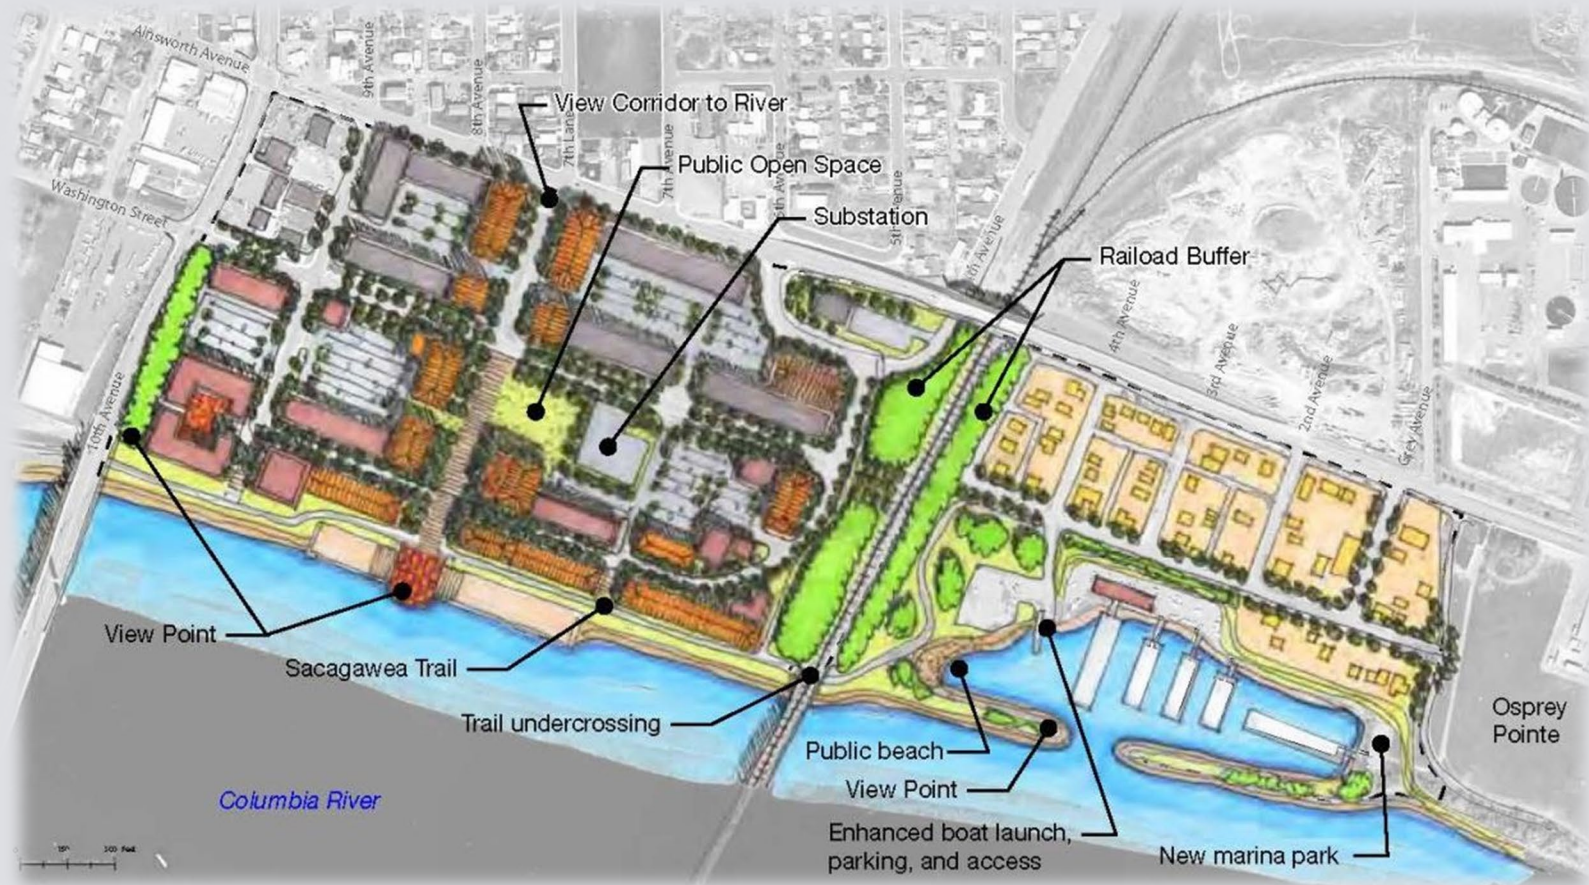 Ainsworth Avenue
9th Avenue
8th Avenue
View Corridor to River
7th Lane
Public Open Space
7th Avenue
Substation
5th Avenue
Washington Street
Raiload Buffer
4th Avenue
3rd Avenue
2nd Avenue
Grey Avenue
10th Avenue
View Point
Sacagawea Trail
Trail undercrossing
Public beach
View Point
Osprey
Pointe
Columbia River
Enhanced boat launch,
parking, and access
New marina park